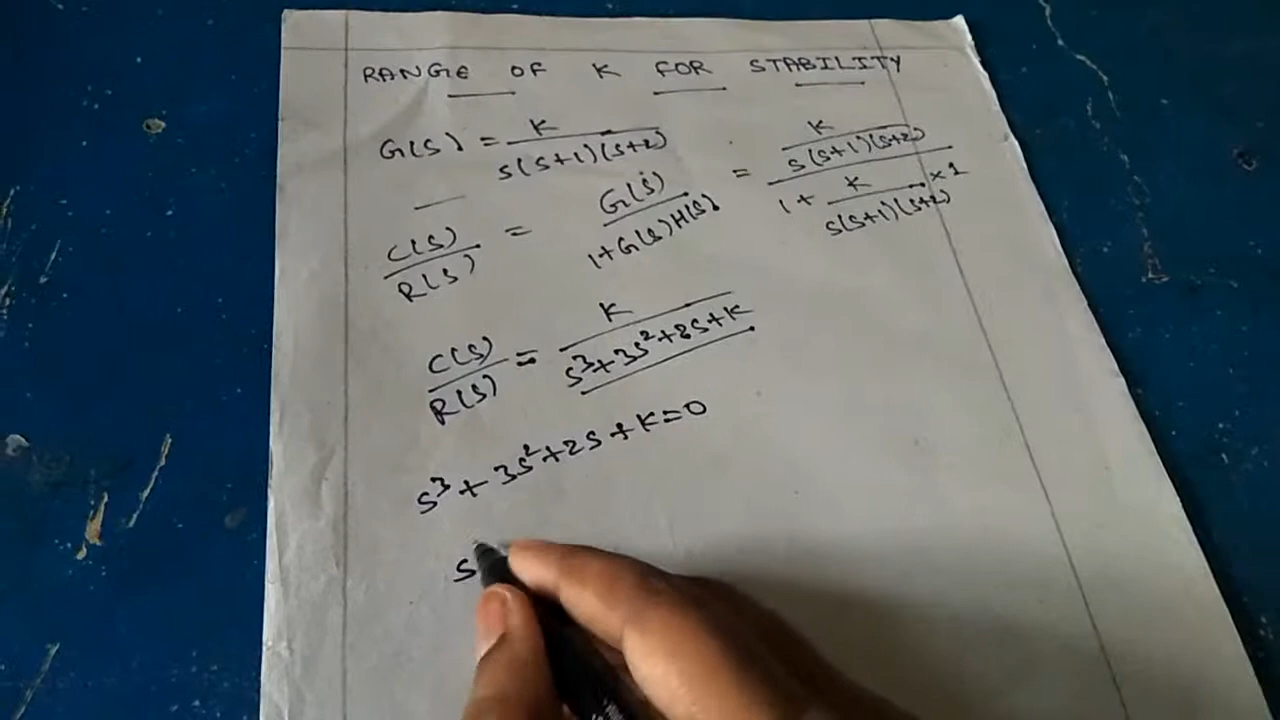 RANGE OF K FOR STABILITY
G(S) = K / S(S+1)(S+2)
C(S) / R(S) = G(S) / 1+G(S)H(S) = K / S(S+1)(S+2) / 1 + K / S(S+1)(S+2) ×1
C(S) / R(S) = K / S³+3S²+2S+K
S³+3S²+2S+K=0
S